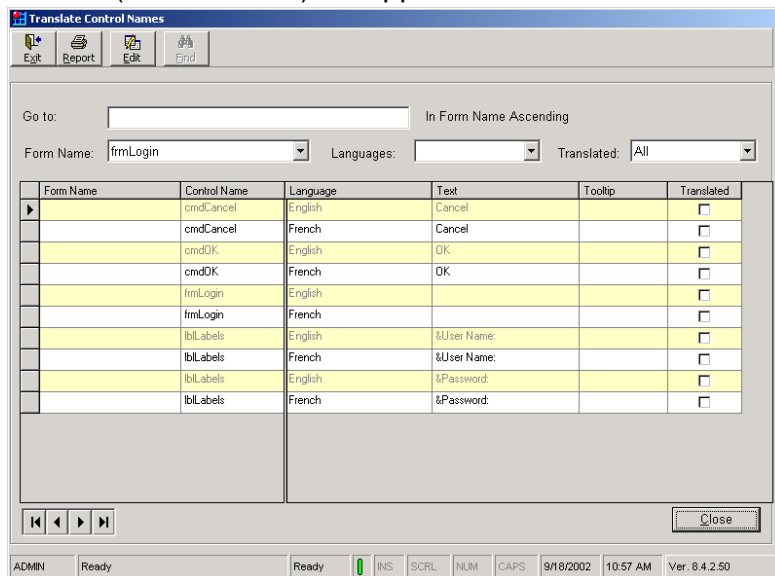 Translate Control Names
Exit Report Edit Find
Go to: In Form Name Ascending
Form Name: frmLogin Languages: Translated: All
Form Name Control Name Language Text Tooltip Translated
cmdCancel English Cancel
cmdCancel French Cancel
cmdOK English OK
cmdOK French OK
frmLogin English
frmLogin French
lblLabels English &User Name:
lblLabels French &User Name:
lblLabels English &Password:
lblLabels French &Password:
Close
ADMIN Ready Ready INS SCRL NUM CAPS 9/18/2002 10:57 AM Ver. 8.4.2.50